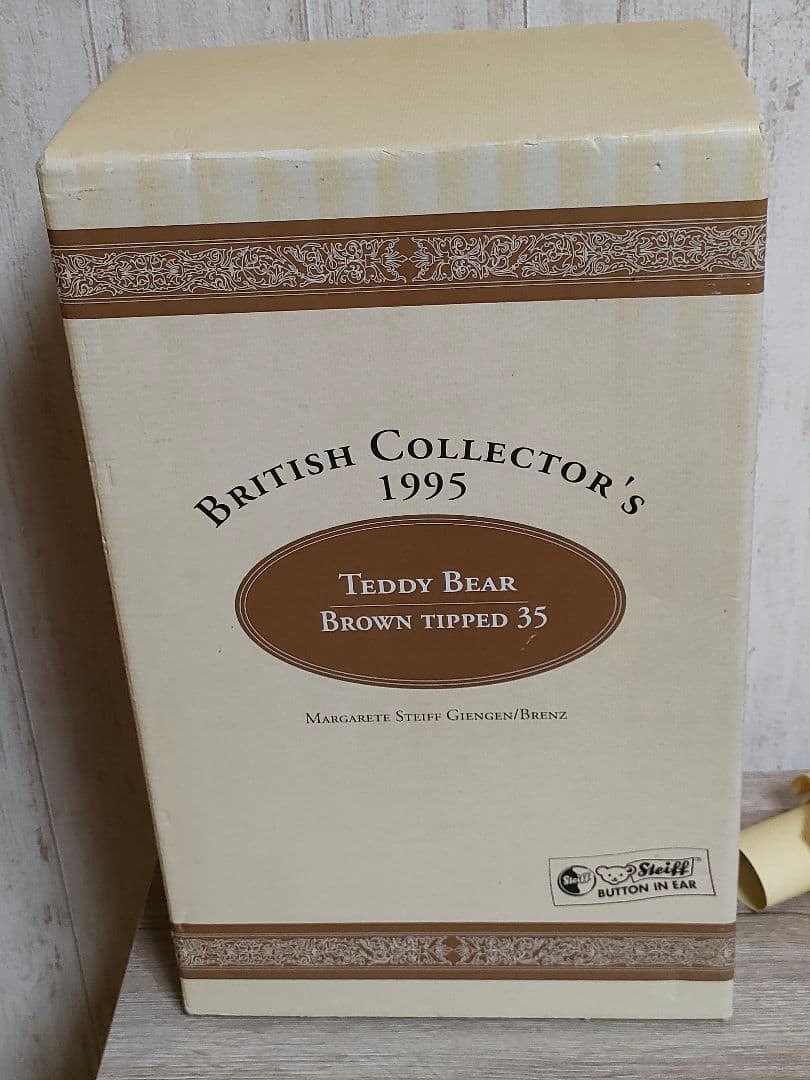 British Collector's
1995
Teddy Bear
Brown tipped 35
Margarete Steiff Giengen/Brenz
Steiff
Steiff
BUTTON IN EAR